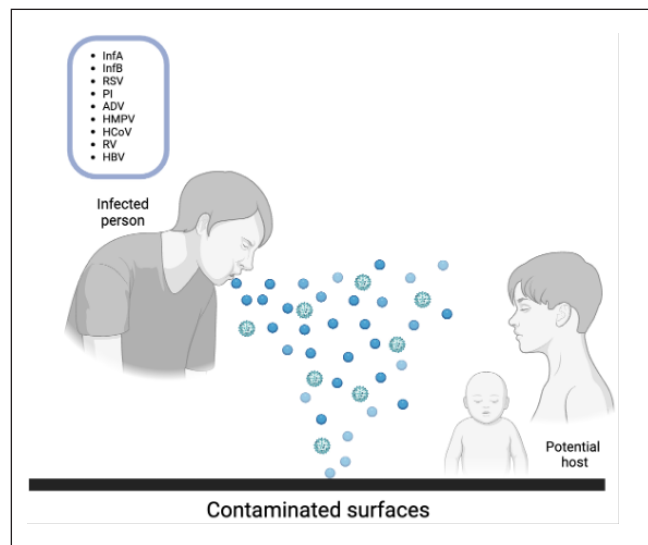 • InfA
• InfB
• RSV
• PI
• ADV
• HMPV
• HCoV
• RV
• HBV
Infected
person
Potential
host
Contaminated surfaces